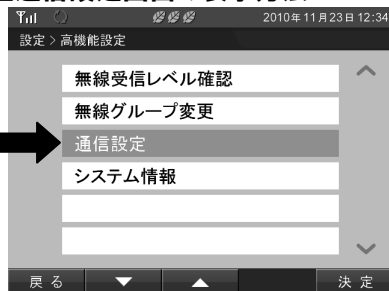 2010年11月23日 12:34
設定>高機能設定
無線受信レベル確認
無線グループ変更
通信設定
システム情報
戻る ▼ ▲ 決定